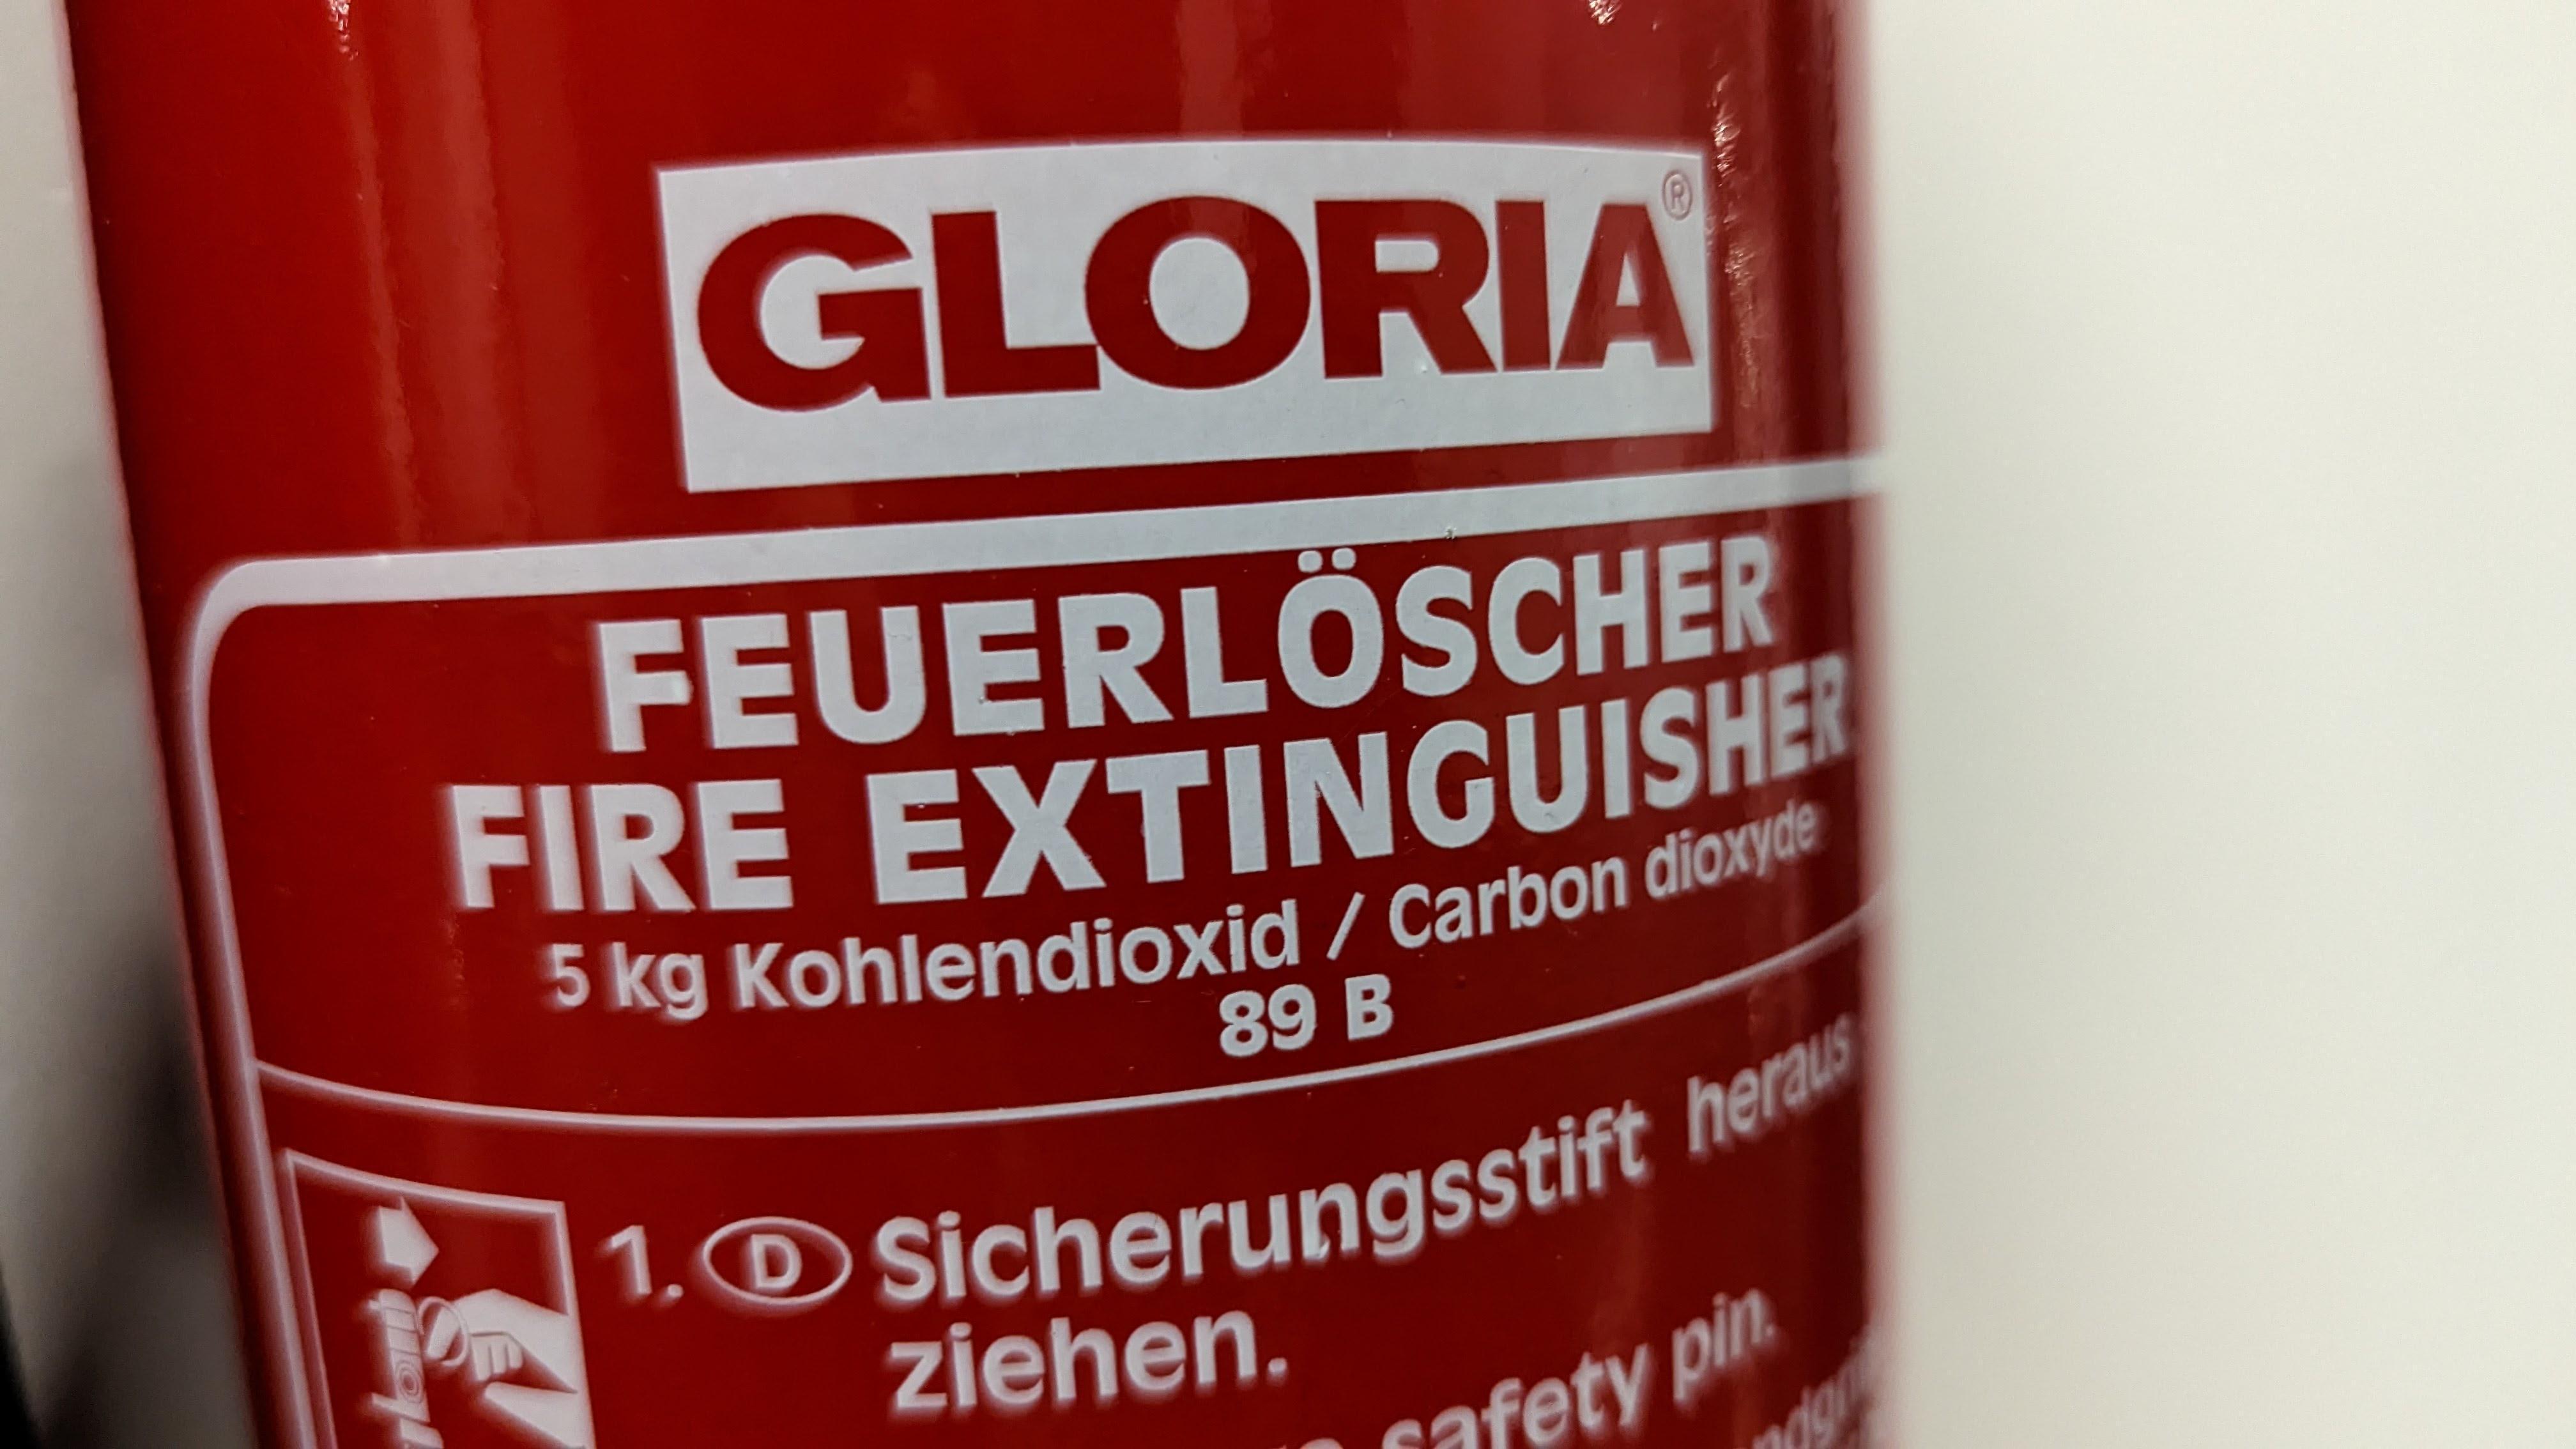 GLORIA®
FEUERLÖSCHER
FIRE EXTINGUISHER
5 kg Kohlendioxid / Carbon dioxyde
89 B
1. D Sicherungsstift heraus
ziehen.
safety pin.